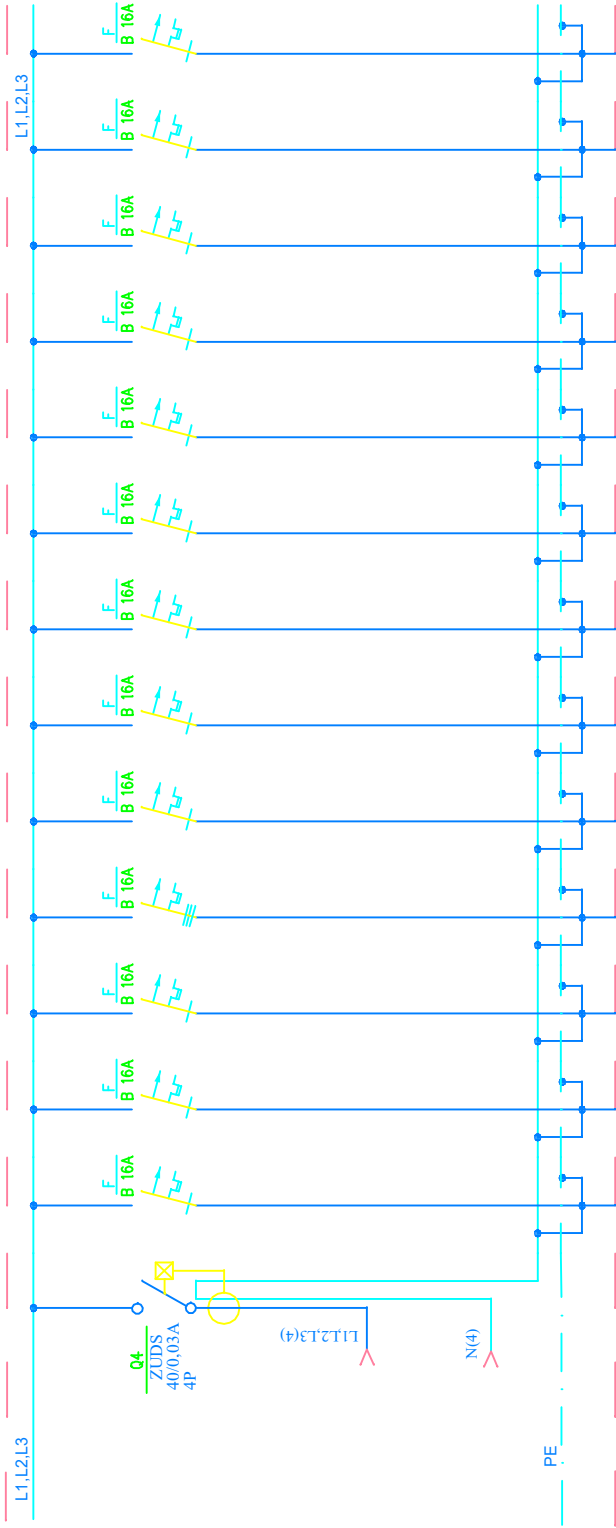 L1,L2,L3
L1,L2,L3
Q4
ZUDS
40/0,03A
4P
F
B 16A
F
B 16A
F
B 16A
F
B 16A
F
B 16A
F
B 16A
F
B 16A
F
B 16A
F
B 16A
F
B 16A
F
B 16A
F
B 16A
F
B 16A
L1,L2,L3(4)
N(4)
PE